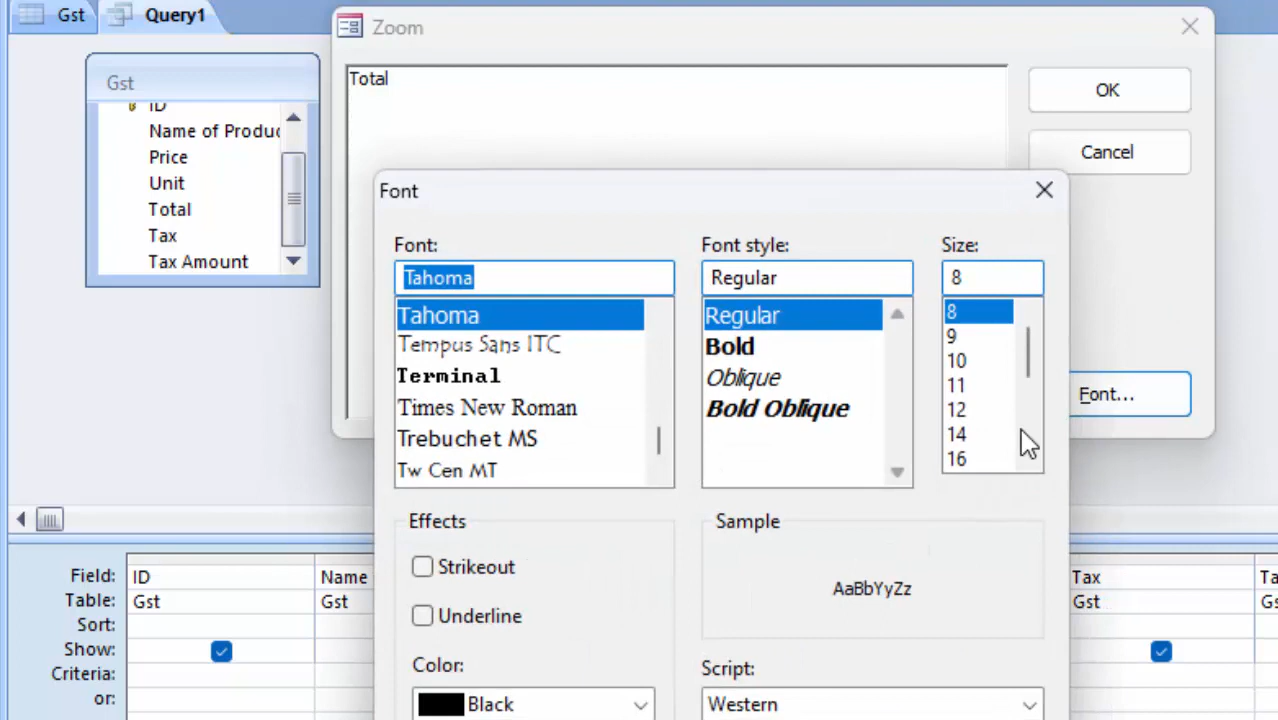 Gst
Query1
Zoom
Gst
ID
Name of Produc
Price
Unit
Total
Tax
Tax Amount
Total
OK
Cancel
Font...
Font
Font:
Tahoma
Tahoma
Tempus Sans ITC
Terminal
Times New Roman
Trebuchet MS
Tw Cen MT
Font style:
Regular
Regular
Bold
Oblique
Bold Oblique
Size:
8
8
9
10
11
12
14
16
Effects
Strikeout
Underline
Color:
Black
Sample
AaBbYyZz
Script:
Western
Field: ID Name Tax Ta
Table: Gst Gst Gst Gs
Sort:
Show:
Criteria:
or: